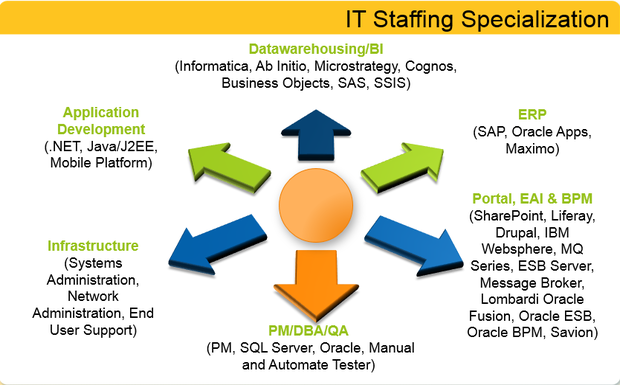 IT Staffing Specialization
Datawarehousing/BI
(Informatica, Ab Initio, Microstrategy, Cognos,
Business Objects, SAS, SSIS)
Application
Development
(.NET, Java/J2EE,
Mobile Platform)
ERP
(SAP, Oracle Apps,
Maximo)
Infrastructure
(Systems
Administration,
Network
Administration, End
User Support)
Portal, EAI & BPM
(SharePoint, Liferay,
Drupal, IBM
Websphere, MQ
Series, ESB Server,
Message Broker,
Lombardi Oracle
Fusion, Oracle ESB,
Oracle BPM, Savion)
PM/DBA/QA
(PM, SQL Server, Oracle, Manual
and Automate Tester)